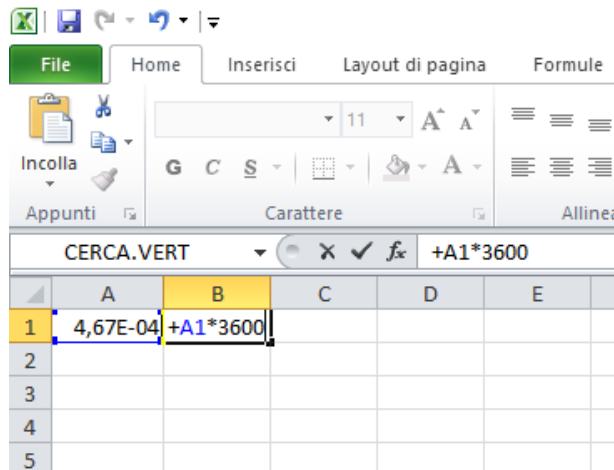 File Home Inserisci Layout di pagina Formule
11 A A
Incolla
G C S A
Appunti Carattere Alline
CERCA.VERT fx +A1*3600
A B C D E
1 4,67E-04 +A1*3600
2
3
4
5